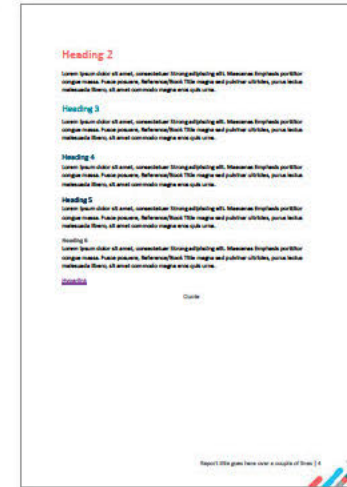 Heading 2
Lorem ipsum dolor sit amet, consectetuer Strongadipiscing elit. Maecenas Emphasis porttitor
congue massa. Fusce posuere, Reference/Book Title magna sed pulvinar ultricies, purus lectus
malesuada libero, sit amet commodo magna eros quis urna.
Heading 3
Lorem ipsum dolor sit amet, consectetuer Strongadipiscing elit. Maecenas Emphasis porttitor
congue massa. Fusce posuere, Reference/Book Title magna sed pulvinar ultricies, purus lectus
malesuada libero, sit amet commodo magna eros quis urna.
Heading 4
Lorem ipsum dolor sit amet, consectetuer Strongadipiscing elit. Maecenas Emphasis porttitor
congue massa. Fusce posuere, Reference/Book Title magna sed pulvinar ultricies, purus lectus
malesuada libero, sit amet commodo magna eros quis urna.
Heading 5
Lorem ipsum dolor sit amet, consectetuer Strongadipiscing elit. Maecenas Emphasis porttitor
congue massa. Fusce posuere, Reference/Book Title magna sed pulvinar ultricies, purus lectus
malesuada libero, sit amet commodo magna eros quis urna.
Heading 6
Lorem ipsum dolor sit amet, consectetuer Strongadipiscing elit. Maecenas Emphasis porttitor
congue massa. Fusce posuere, Reference/Book Title magna sed pulvinar ultricies, purus lectus
malesuada libero, sit amet commodo magna eros quis urna.
Hyperlink
Quote
Report title goes here over a couple of lines | 4